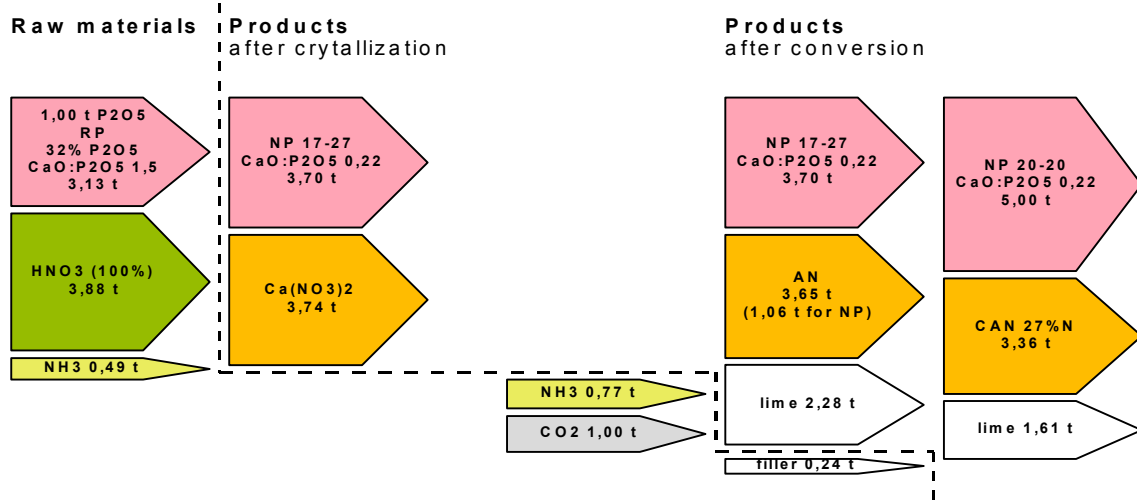 Raw materials
Products
after crytallization
Products
after conversion
1,00 t P2O5
RP
32% P2O5
CaO:P2O5 1,5
3,13 t
HNO3 (100%)
3,88 t
NH3 0,49 t
NP 17-27
CaO:P2O5 0,22
3,70 t
Ca(NO3)2
3,74 t
NH3 0,77 t
CO2 1,00 t
NP 17-27
CaO:P2O5 0,22
3,70 t
AN
3,65 t
(1,06 t for NP)
lime 2,28 t
filler 0,24 t
NP 20-20
CaO:P2O5 0,22
5,00 t
CAN 27%N
3,36 t
lime 1,61 t